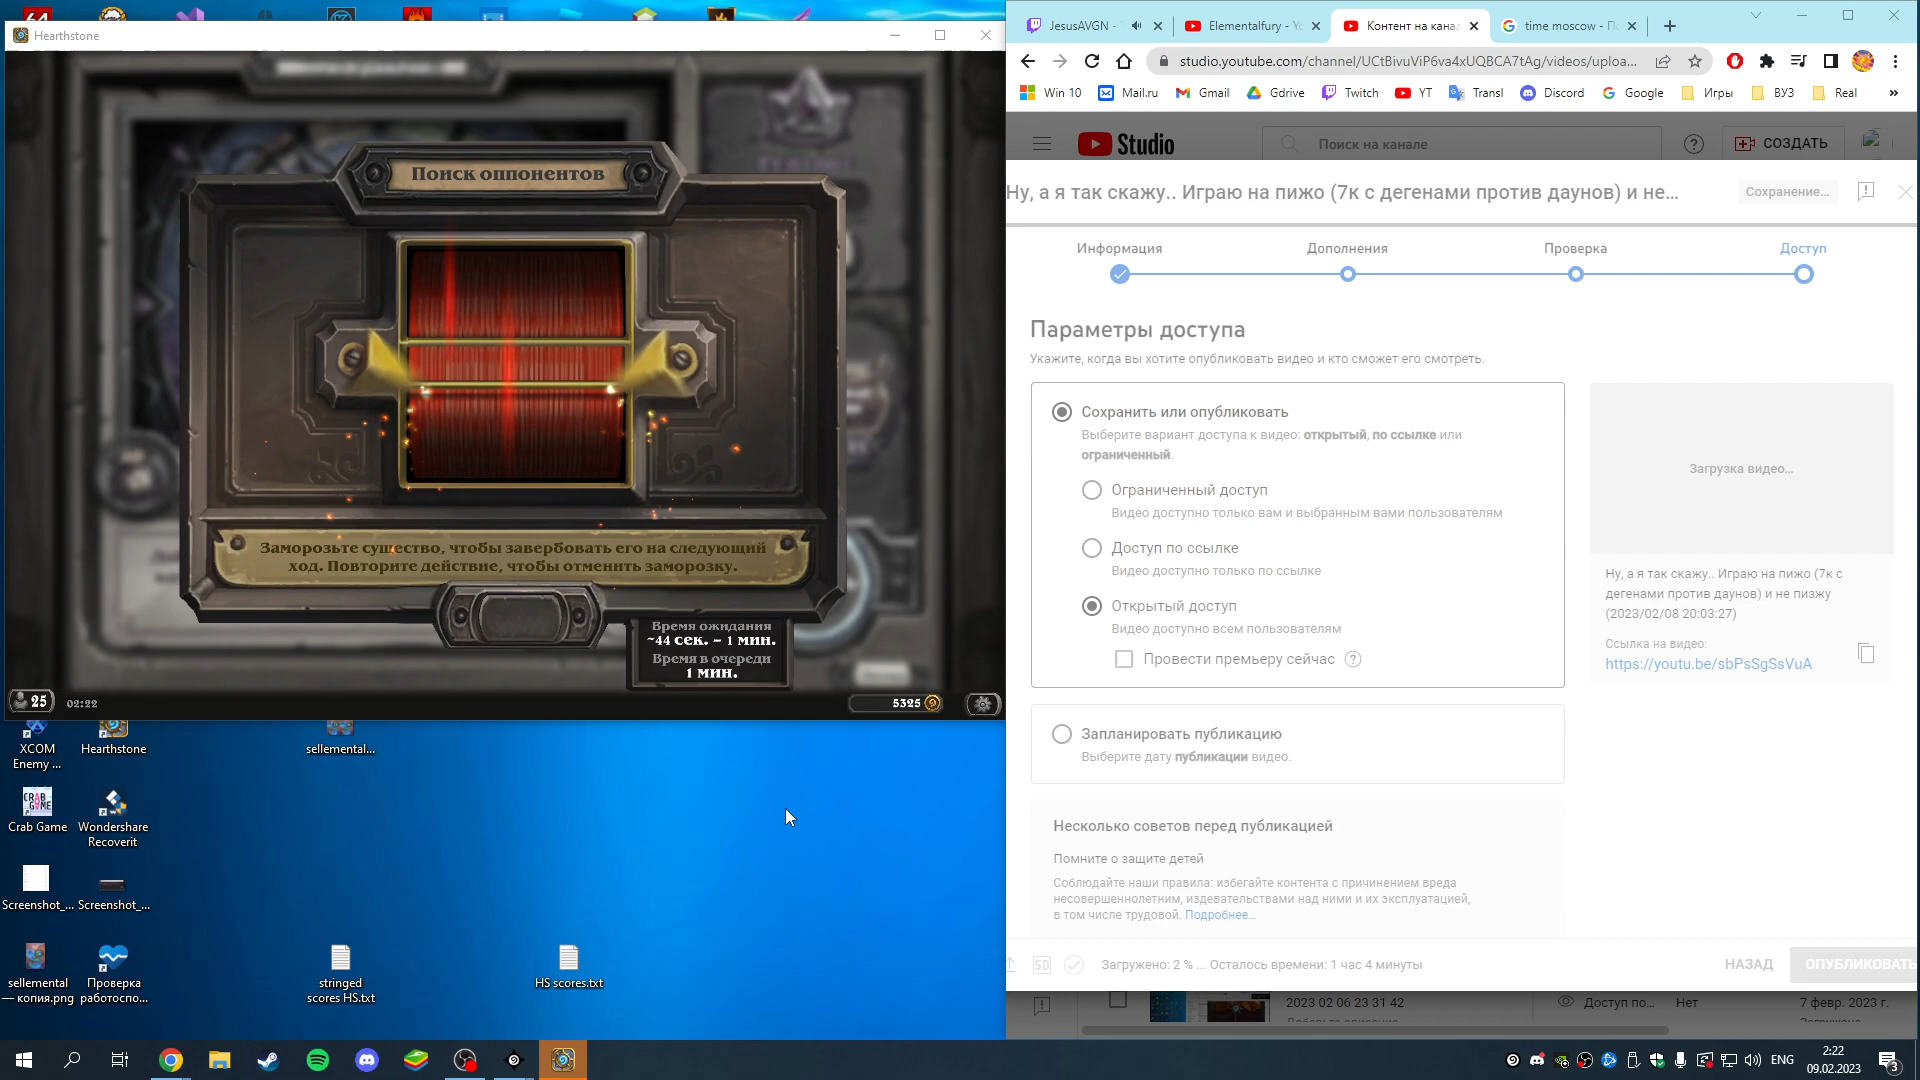 Hearthstone
Поиск оппонентов
Заморозьте существо, чтобы завербовать его на следующий
ход. Повторите действие, чтобы отменить заморозку.
Время ожидания
~44 сек. – 1 мин.
Время в очереди
1 мин.
25
02:22
5325
XCOM
Enemy ...
Hearthstone
sellemental...
Crab Game
Wondershare
Recoverit
Screenshot_...
Screenshot_...
sellemental
— копия.png
Проверка
работоспо...
stringed
scores HS.txt
HS scores.txt
JesusAVGN -
Elementalfury - Yo
Контент на канал
time moscow - По
studio.youtube.com/channel/UCtBivuViP6va4xUQBCA7tAg/videos/uploa...
Win 10
Mail.ru
Gmail
Gdrive
Twitch
YT
Transl
Discord
Google
Игры
ВУЗ
Real
»
Studio
Поиск на канале
СОЗДАТЬ
Ну, а я так скажу.. Играю на пижо (7к с дегенами против даунов) и не...
Сохранение...
Информация
Дополнения
Проверка
Доступ
Параметры доступа
Укажите, когда вы хотите опубликовать видео и кто сможет его смотреть.
Сохранить или опубликовать
Выберите вариант доступа к видео: открытый, по ссылке или
ограниченный.
Ограниченный доступ
Видео доступно только вам и выбранным вами пользователям
Доступ по ссылке
Видео доступно только по ссылке
Открытый доступ
Видео доступно всем пользователям
Провести премьеру сейчас
Запланировать публикацию
Выберите дату публикации видео.
Несколько советов перед публикацией
Помните о защите детей
Соблюдайте наши правила: избегайте контента с причинением вреда
несовершеннолетним, издевательствами над ними и их эксплуатацией,
в том числе трудовой. Подробнее...
Загрузка видео...
Ну, а я так скажу.. Играю на пижо (7к с
дегенами против даунов) и не пизжу
(2023/02/08 20:03:27)
Ссылка на видео:
https://youtu.be/sbPsSgSsVuA
SD
Загружено: 2 % ... Осталось времени: 1 час 4 минуты
НАЗАД
ОПУБЛИКОВАТЬ
2023 02 06 23 31 42
Доступ по...
Нет
7 февр. 2023 г.
ENG
2:22
09.02.2023
3